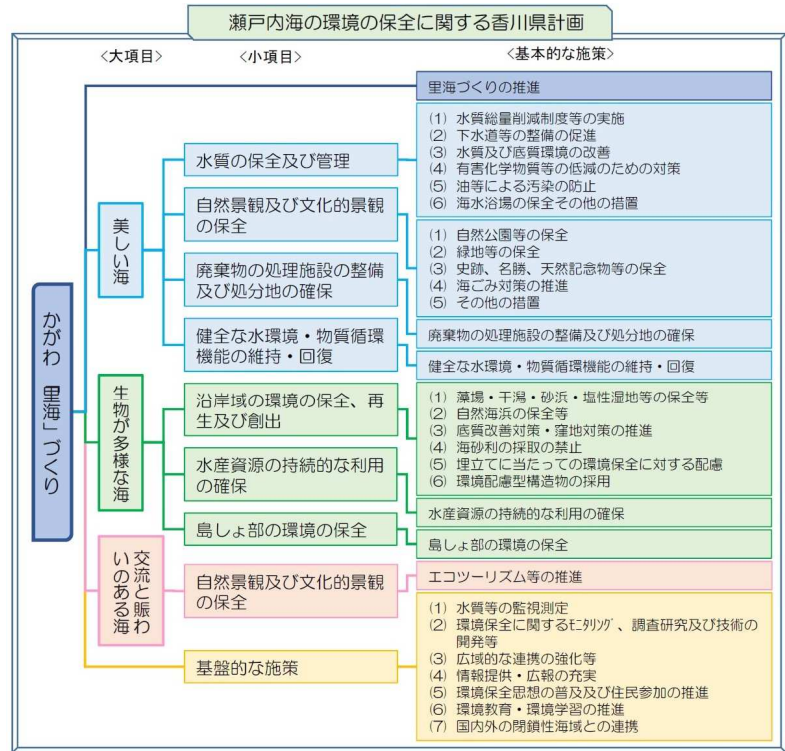 瀬戸内海の環境の保全に関する香川県計画
<大項目>
<小項目>
<基本的な施策>
かがわ「里海」づくり
里海づくりの推進
美しい海
水質の保全及び管理
(1) 水質総量削減制度等の実施
(2) 下水道等の整備の促進
(3) 水質及び底質環境の改善
(4) 有害化学物質等の低減のための対策
(5) 油等による汚染の防止
(6) 海水浴場の保全その他の措置
自然景観及び文化的景観
の保全
(1) 自然公園等の保全
(2) 緑地等の保全
(3) 史跡、名勝、天然記念物等の保全
(4) 海ごみ対策の推進
(5) その他の措置
廃棄物の処理施設の整備
及び処分地の確保
廃棄物の処理施設の整備及び処分地の確保
健全な水環境・物質循環
機能の維持・回復
健全な水環境・物質循環機能の維持・回復
生物が多様な海
沿岸域の環境の保全、再
生及び創出
(1) 藻場・干潟・砂浜・塩性湿地等の保全等
(2) 自然海浜の保全等
(3) 底質改善対策・窪地対策の推進
(4) 海砂利の採取の禁止
(5) 埋立てに当たっての環境保全に対する配慮
(6) 環境配慮型構造物の採用
水産資源の持続的な利用
の確保
水産資源の持続的な利用の確保
島しょ部の環境の保全
島しょ部の環境の保全
交流と賑わ
いのある海
自然景観及び文化的景観
の保全
エコツーリズム等の推進
基盤的な施策
(1) 水質等の監視測定
(2) 環境保全に関するﾓﾆﾀﾘﾝｸﾞ、調査研究及び技術の
開発等
(3) 広域的な連携の強化等
(4) 情報提供・広報の充実
(5) 環境保全思想の普及及び住民参加の推進
(6) 環境教育・環境学習の推進
(7) 国内外の閉鎖性海域との連携